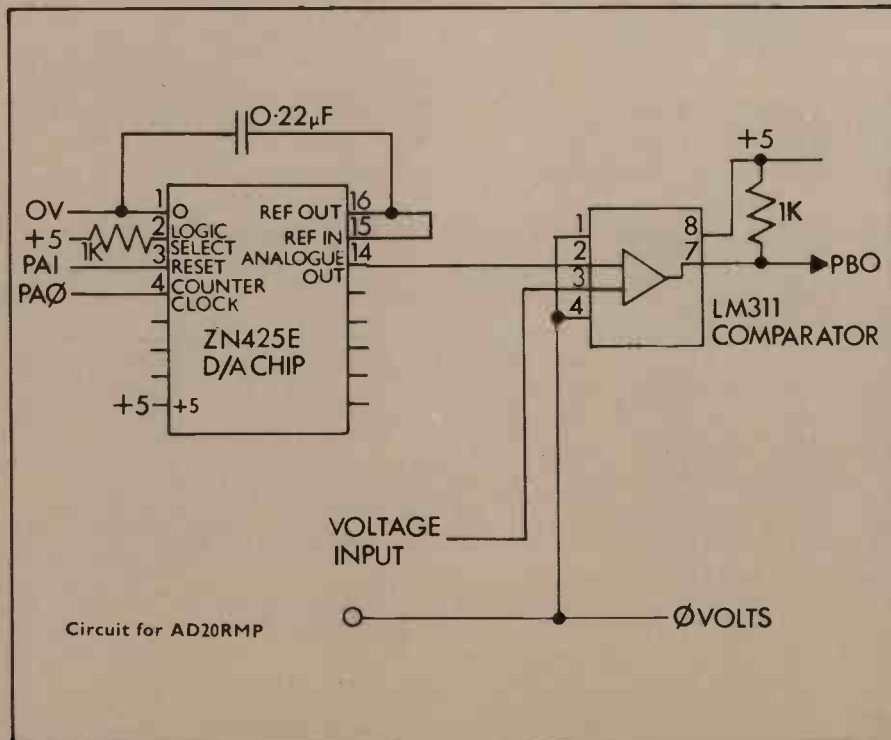 0·22µF
+5
1
OV
O
REF OUT
16
2
+5
1K
LOGIC
SELECT
REF IN
15
3
PA1
RESET
ANALOGUE
OUT
14
4
PAØ
COUNTER
CLOCK
ZN425E
D/A CHIP
+5
+5
1
2
3
4
8
7
1K
PBO
LM311
COMPARATOR
VOLTAGE
INPUT
Circuit for AD20RMP
ØVOLTS